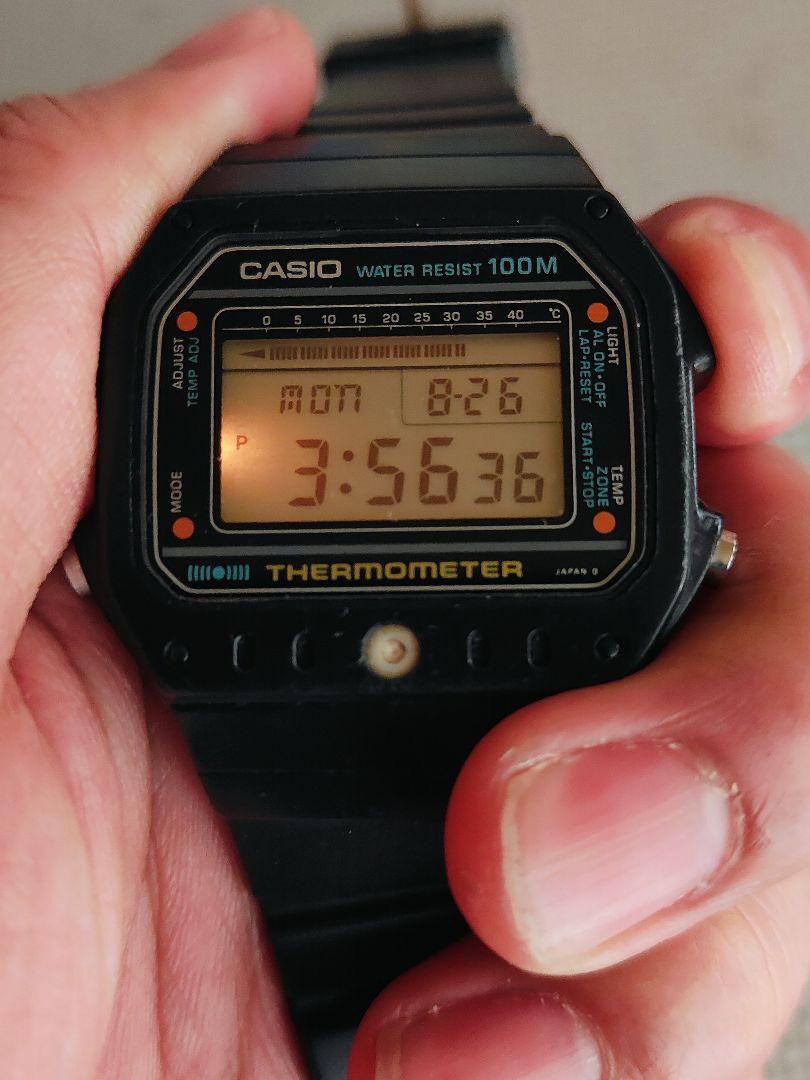 CASIO WATER RESIST 100M
0 5 10 15 20 25 30 35 40 °C
ADJUST
TEMP ADJ
LIGHT
AL ON·OFF
LAP·RESET
MON 8-26
P 3:56 36
MODE
TEMP
ZONE
START·STOP
THERMOMETER
JAPAN